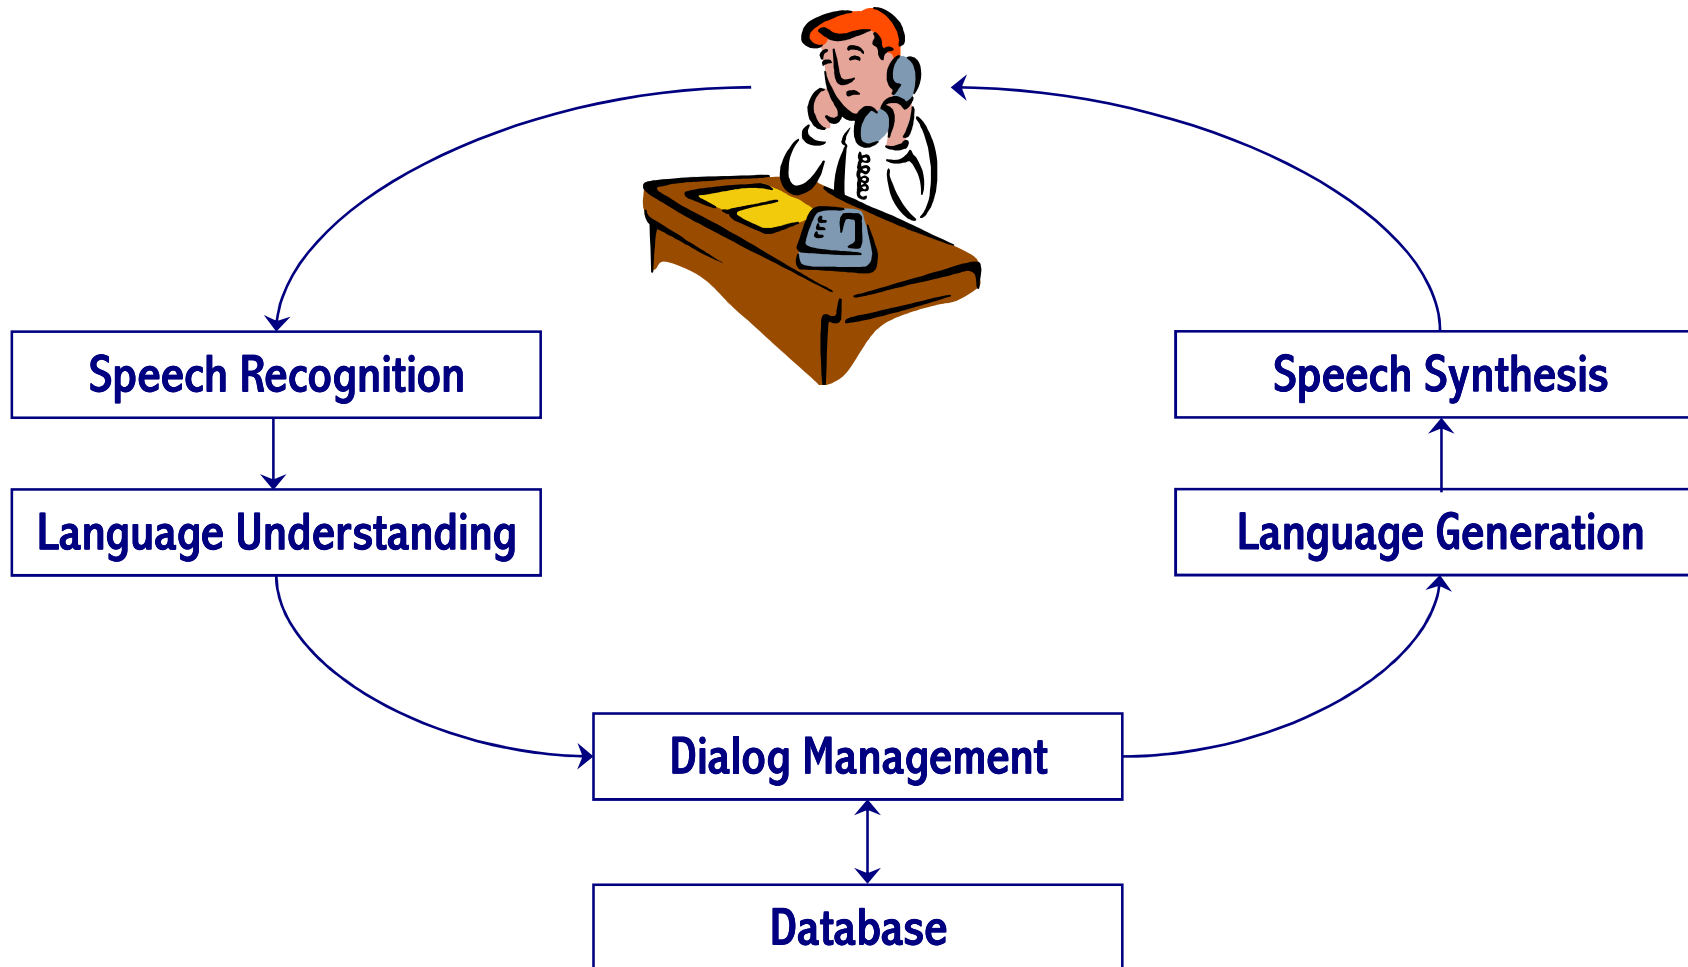 Speech Recognition
Speech Synthesis
Language Understanding
Language Generation
Dialog Management
Database